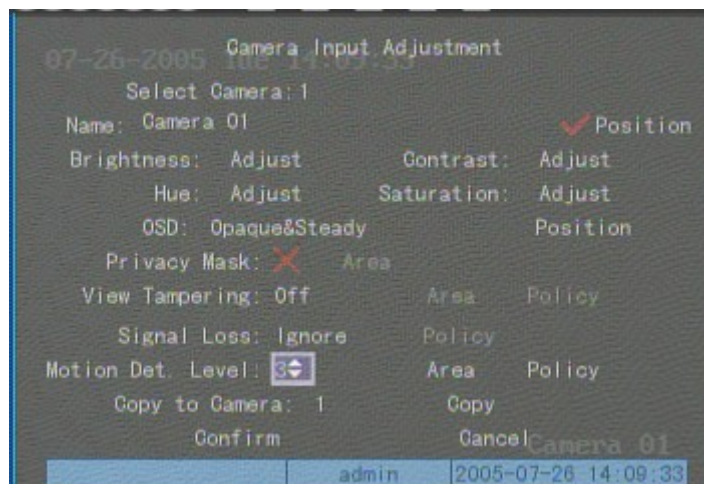 Camera Input Adjustment
07-26-2005 Tue 14:09:33
Select Camera:1
Name: Camera 01 Position
Brightness: Adjust Contrast: Adjust
Hue: Adjust Saturation: Adjust
OSD: Opaque&Steady Position
Privacy Mask: Area
View Tampering: Off Area Policy
Signal Loss: Ignore Policy
Motion Det. Level: 3 Area Policy
Copy to Camera: 1 Copy
Confirm Cancel
Camera 01
admin 2005-07-26 14:09:33